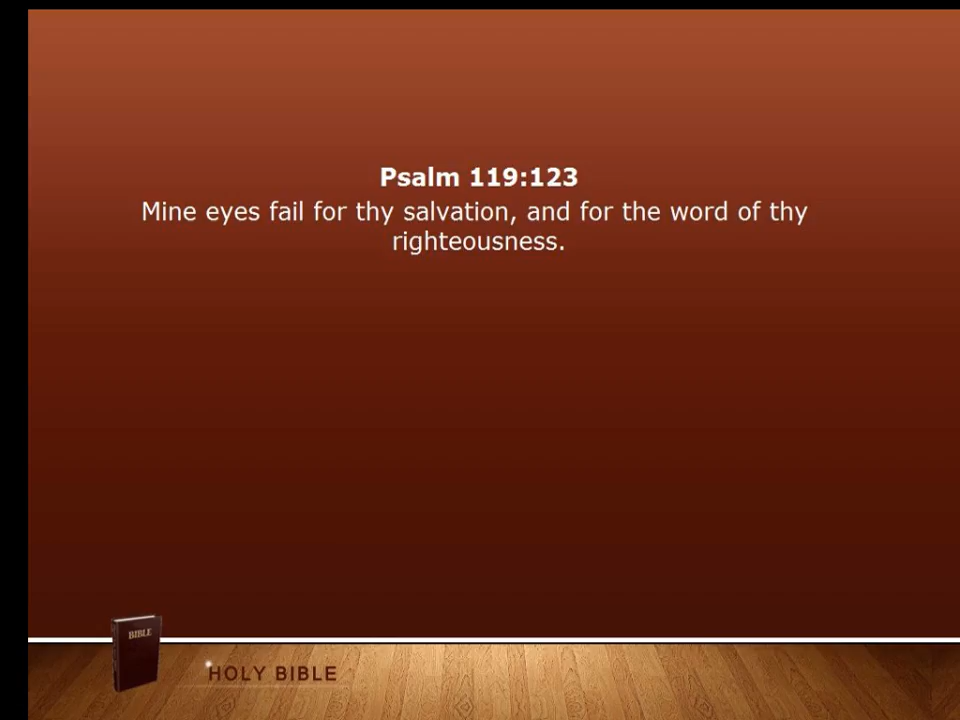 Psalm 119:123
Mine eyes fail for thy salvation, and for the word of thy
righteousness.
BIBLE
HOLY BIBLE